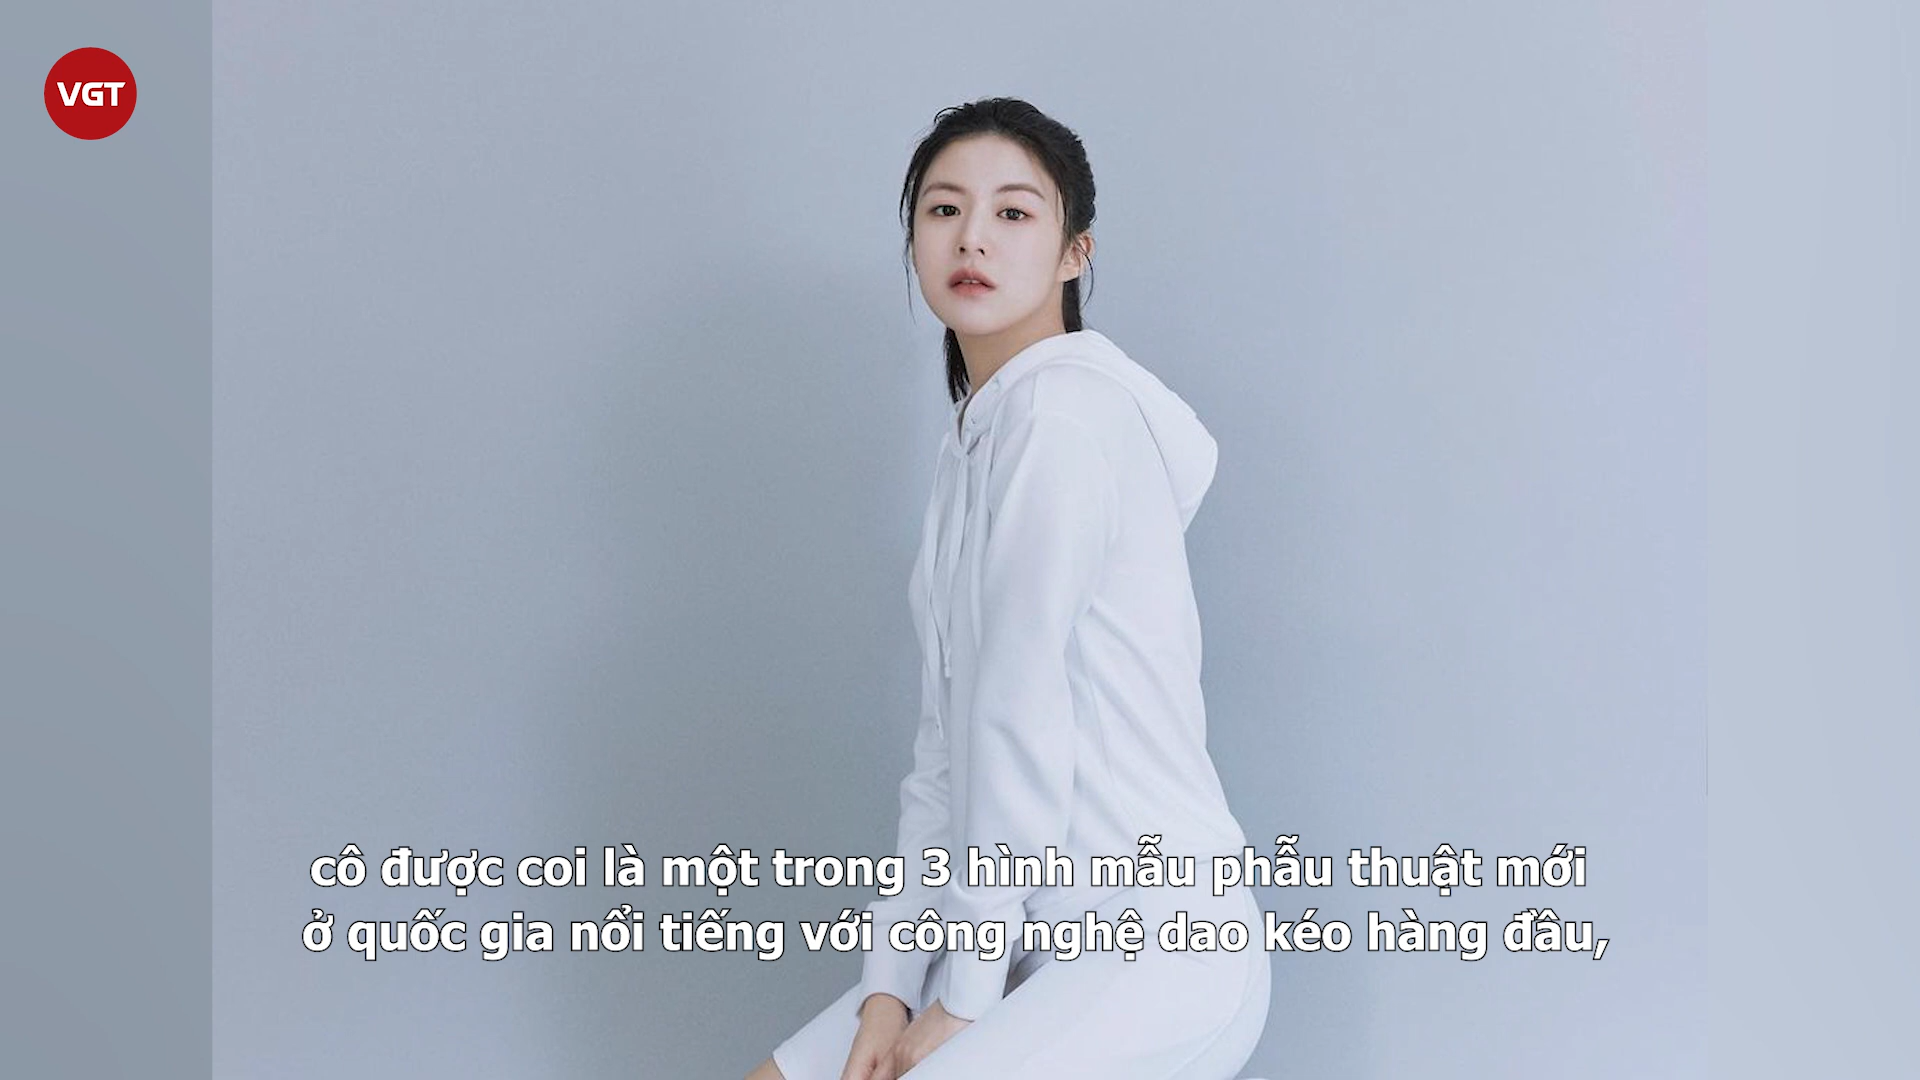 VGT
cô được coi là một trong 3 hình mẫu phẫu thuật mới
ở quốc gia nổi tiếng với công nghệ dao kéo hàng đầu,